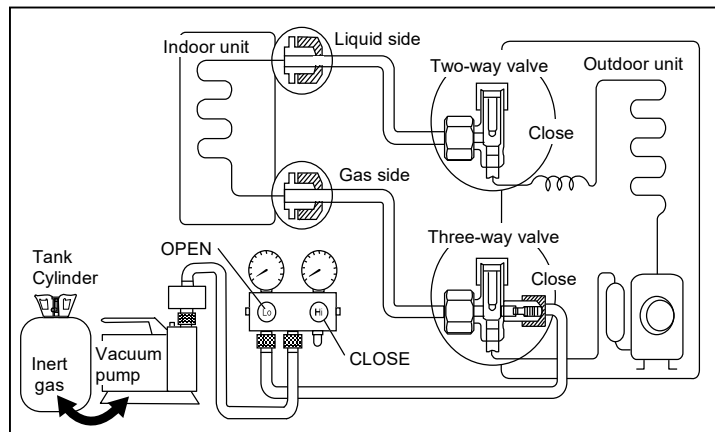 Indoor unit
Liquid side
Two-way valve
Outdoor unit
Close
Gas side
Three-way valve
Close
Tank
Cylinder
OPEN
Lo
Hi
CLOSE
Inert
gas
Vacuum
pump